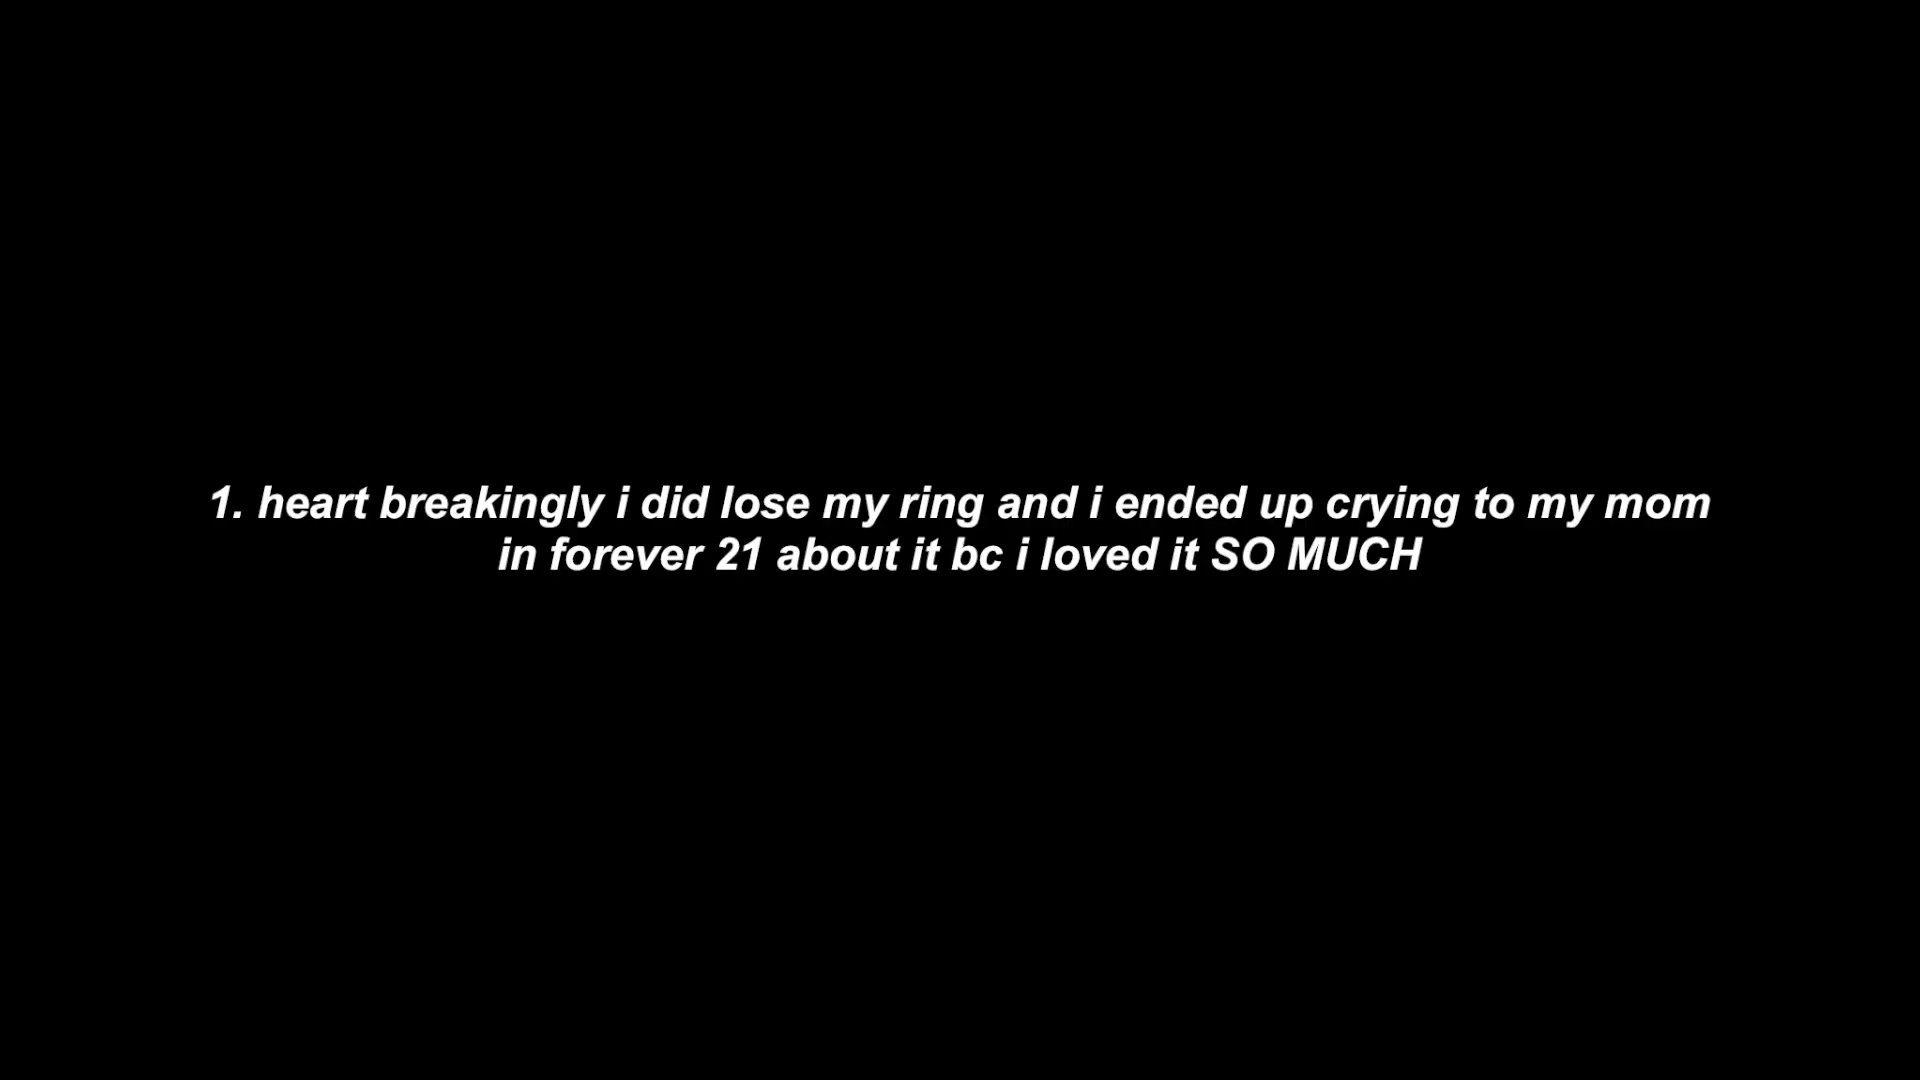 1. heart breakingly i did lose my ring and i ended up crying to my mom
in forever 21 about it bc i loved it SO MUCH